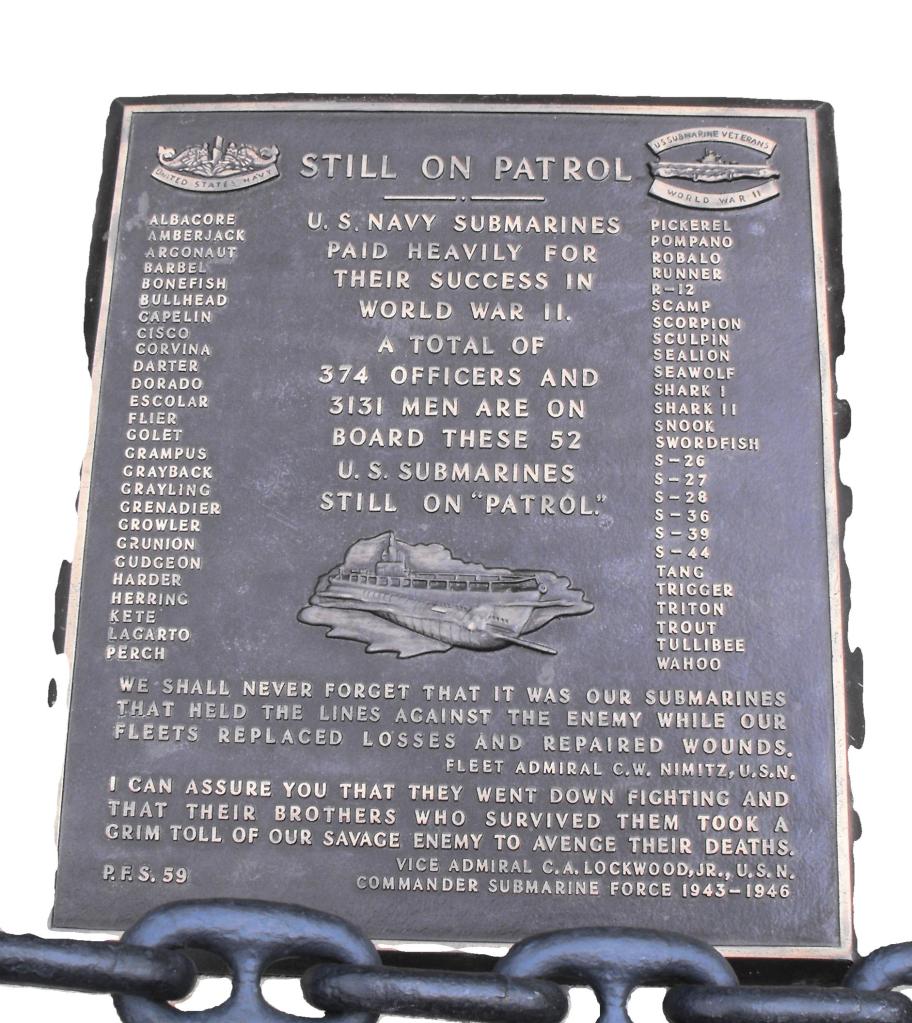 UNITED STATES NAVY
STILL ON PATROL
U S SUBMARINE VETERANS
WORLD WAR II
ALBACORE
AMBERJACK
ARGONAUT
BARBEL
BONEFISH
BULLHEAD
CAPELIN
CISCO
CORVINA
DARTER
DORADO
ESCOLAR
FLIER
GOLET
GRAMPUS
GRAYBACK
GRAYLING
GRENADIER
GROWLER
GRUNION
GUDGEON
HARDER
HERRING
KETE
LAGARTO
PERCH
U. S. NAVY SUBMARINES
PAID HEAVILY FOR
THEIR SUCCESS IN
WORLD WAR II.
A TOTAL OF
374 OFFICERS AND
3131 MEN ARE ON
BOARD THESE 52
U. S. SUBMARINES
STILL ON "PATROL."
PICKEREL
POMPANO
ROBALO
RUNNER
R-12
SCAMP
SCORPION
SCULPIN
SEALION
SEAWOLF
SHARK I
SHARK II
SNOOK
SWORDFISH
S-26
S-27
S-28
S-36
S-39
S-44
TANG
TRIGGER
TRITON
TROUT
TULLIBEE
WAHOO
WE SHALL NEVER FORGET THAT IT WAS OUR SUBMARINES
THAT HELD THE LINES AGAINST THE ENEMY WHILE OUR
FLEETS REPLACED LOSSES AND REPAIRED WOUNDS.
FLEET ADMIRAL C.W. NIMITZ, U.S.N.
I CAN ASSURE YOU THAT THEY WENT DOWN FIGHTING AND
THAT THEIR BROTHERS WHO SURVIVED THEM TOOK A
GRIM TOLL OF OUR SAVAGE ENEMY TO AVENGE THEIR DEATHS.
VICE ADMIRAL C.A. LOCKWOOD, JR., U.S.N.
P.F.S. 59
COMMANDER SUBMARINE FORCE 1943-1946